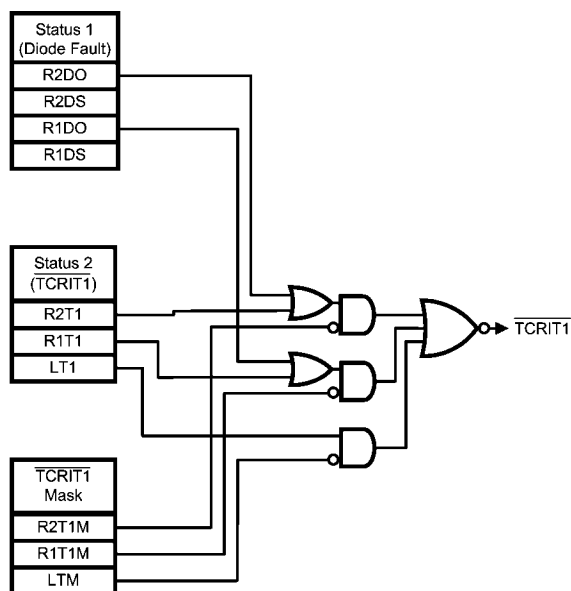 Status 1
(Diode Fault)
R2DO
R2DS
R1DO
R1DS
Status 2
(TCRIT1)
R2T1
R1T1
LT1
TCRIT1
TCRIT1
Mask
R2T1M
R1T1M
LTM